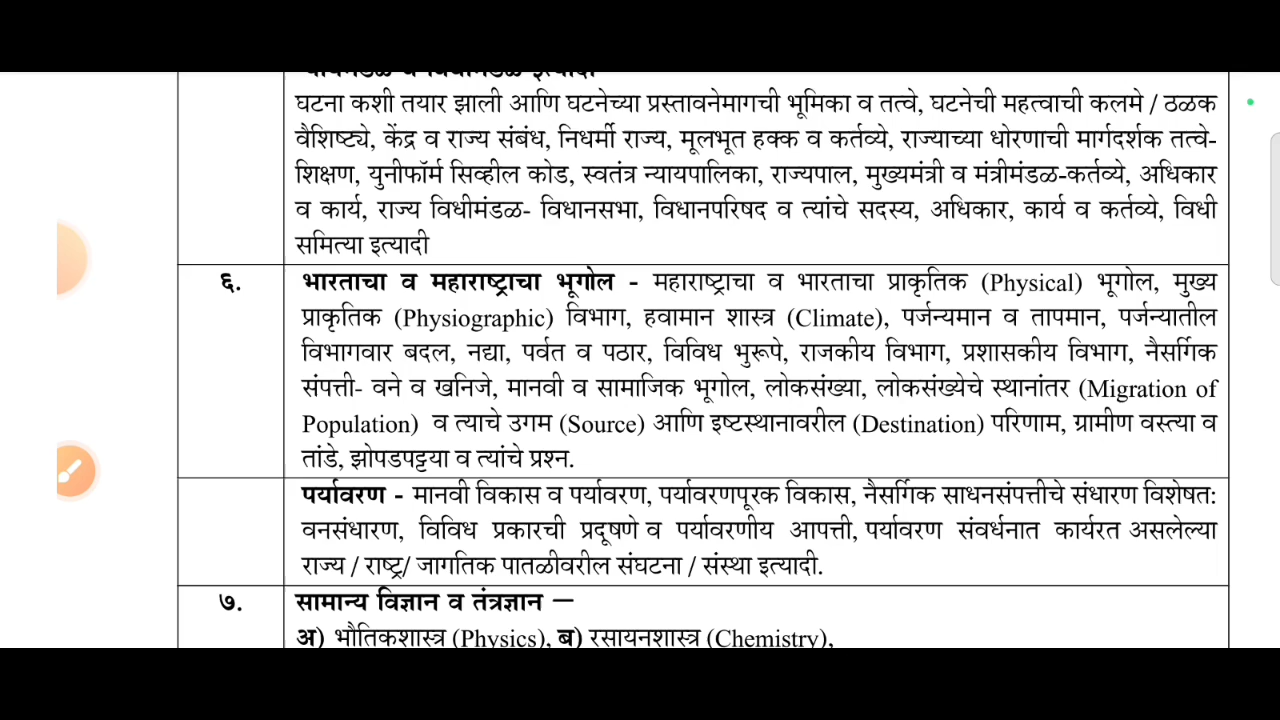 व विधीमंडळ इत्यादी
घटना कशी तयार झाली आणि घटनेच्या प्रस्तावनेमागची भूमिका व तत्वे, घटनेची महत्वाची कलमे / ठळक
वैशिष्ट्ये, केंद्र व राज्य संबंध, निधर्मी राज्य, मूलभूत हक्क व कर्तव्ये, राज्याच्या धोरणाची मार्गदर्शक तत्वे-
शिक्षण, युनीफॉर्म सिव्हील कोड, स्वतंत्र न्यायपालिका, राज्यपाल, मुख्यमंत्री व मंत्रीमंडळ-कर्तव्ये, अधिकार
व कार्य, राज्य विधीमंडळ- विधानसभा, विधानपरिषद व त्यांचे सदस्य, अधिकार, कार्य व कर्तव्ये, विधी
समित्या इत्यादी
६. भारताचा व महाराष्ट्राचा भूगोल - महाराष्ट्राचा व भारताचा प्राकृतिक (Physical) भूगोल, मुख्य
प्राकृतिक (Physiographic) विभाग, हवामान शास्त्र (Climate), पर्जन्यमान व तापमान, पर्जन्यातील
विभागवार बदल, नद्या, पर्वत व पठार, विविध भुरूपे, राजकीय विभाग, प्रशासकीय विभाग, नैसर्गिक
संपत्ती- वने व खनिजे, मानवी व सामाजिक भूगोल, लोकसंख्या, लोकसंख्येचे स्थानांतर (Migration of
Population) व त्याचे उगम (Source) आणि इष्टस्थानावरील (Destination) परिणाम, ग्रामीण वस्त्या व
तांडे, झोपडपट्टया व त्यांचे प्रश्न.
पर्यावरण - मानवी विकास व पर्यावरण, पर्यावरणपूरक विकास, नैसर्गिक साधनसंपत्तीचे संधारण विशेषत:
वनसंधारण, विविध प्रकारची प्रदूषणे व पर्यावरणीय आपत्ती, पर्यावरण संवर्धनात कार्यरत असलेल्या
राज्य / राष्ट्र/ जागतिक पातळीवरील संघटना / संस्था इत्यादी.
७. सामान्य विज्ञान व तंत्रज्ञान —
अ) भौतिकशास्त्र (Physics), ब) रसायनशास्त्र (Chemistry),